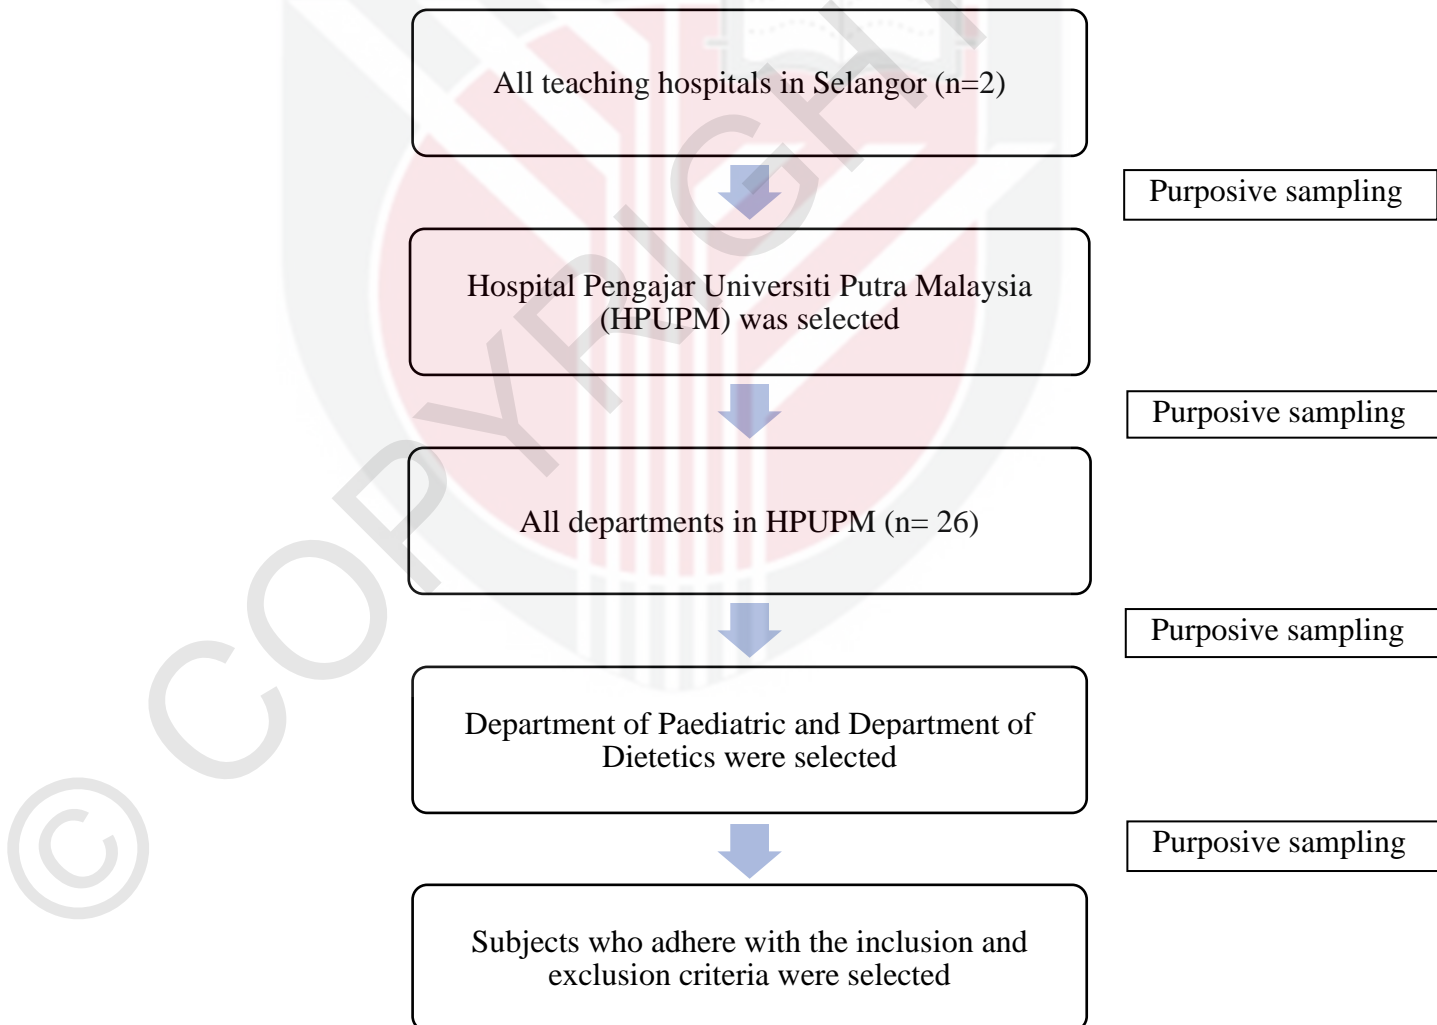 All teaching hospitals in Selangor (n=2)
Purposive sampling
Hospital Pengajar Universiti Putra Malaysia
(HPUPM) was selected
Purposive sampling
All departments in HPUPM (n= 26)
Purposive sampling
Department of Paediatric and Department of
Dietetics were selected
Purposive sampling
Subjects who adhere with the inclusion and
exclusion criteria were selected
© COPYRIGHT